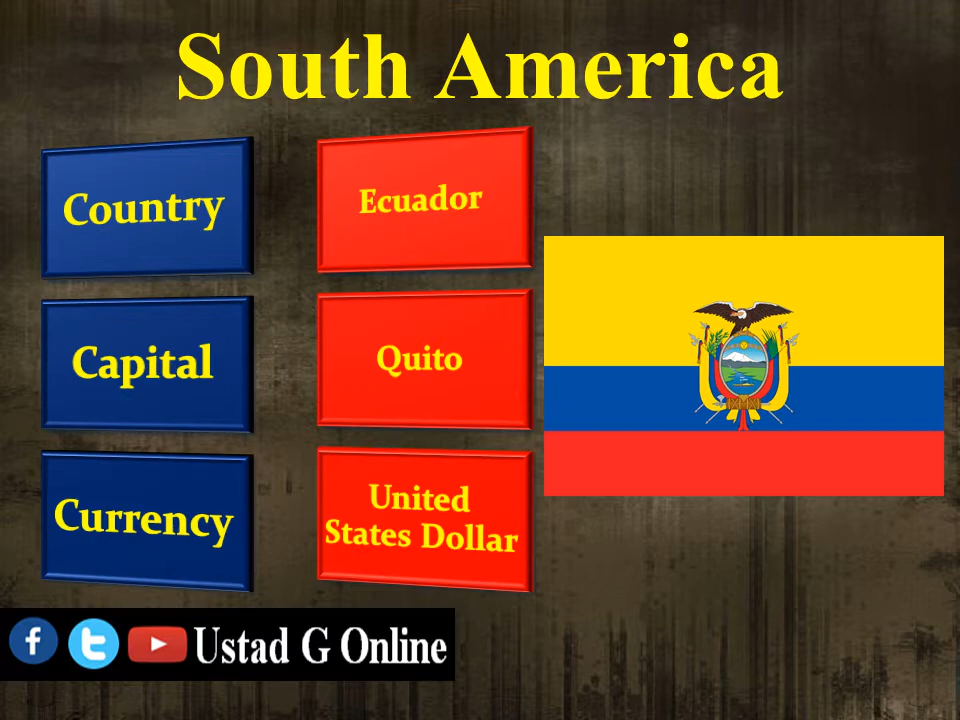 South America
Country
Ecuador
Capital
Quito
Currency
United
States Dollar
Ustad G Online